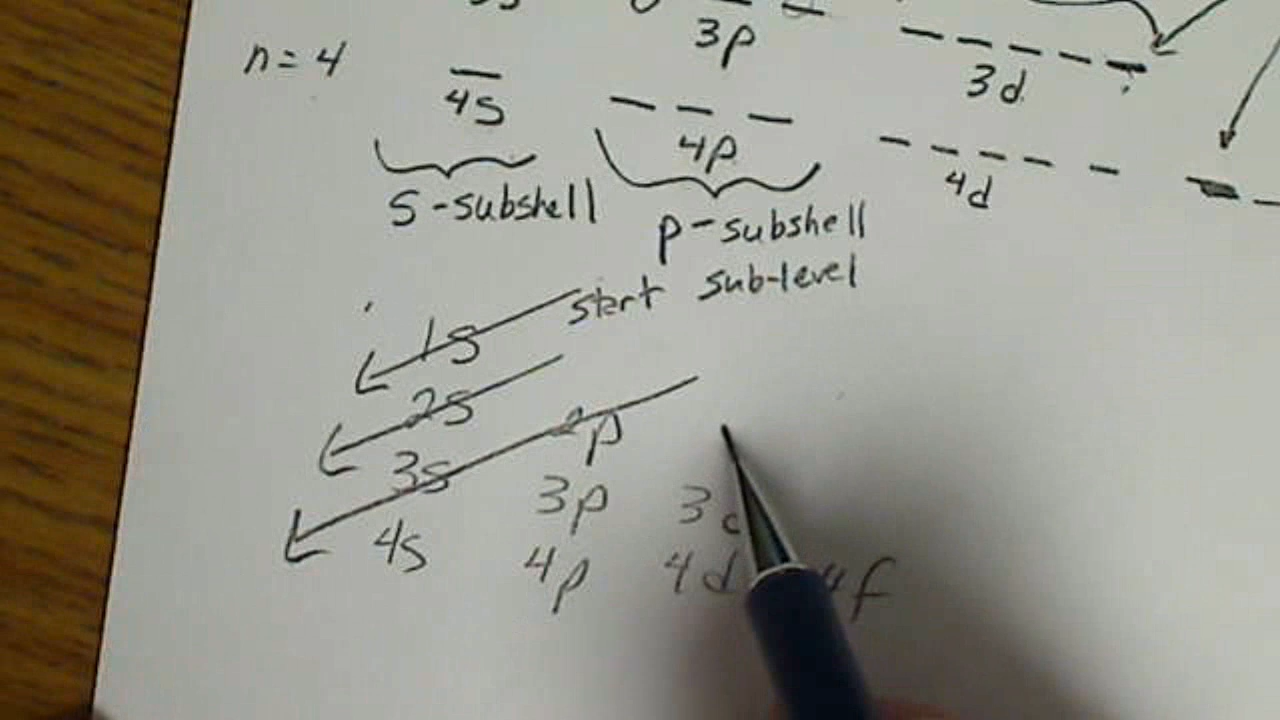 3p
n=4
3d
4s
4p
4d
s-subshell
p-subshell
start sub-level
1s
2s
2p
3s
3p
4s
4p
4d
4f